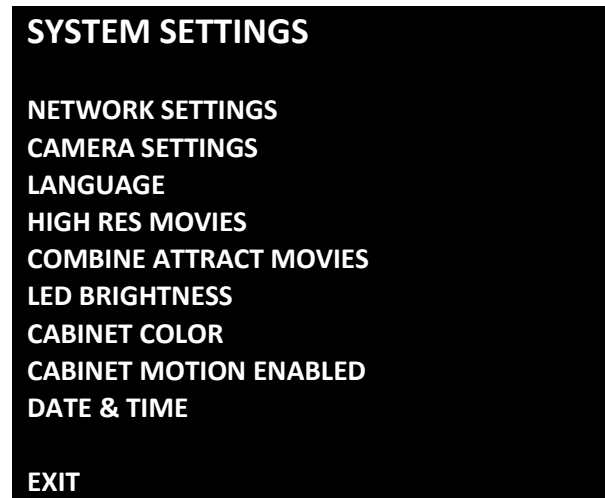 SYSTEM SETTINGS
NETWORK SETTINGS
CAMERA SETTINGS
LANGUAGE
HIGH RES MOVIES
COMBINE ATTRACT MOVIES
LED BRIGHTNESS
CABINET COLOR
CABINET MOTION ENABLED
DATE & TIME
EXIT